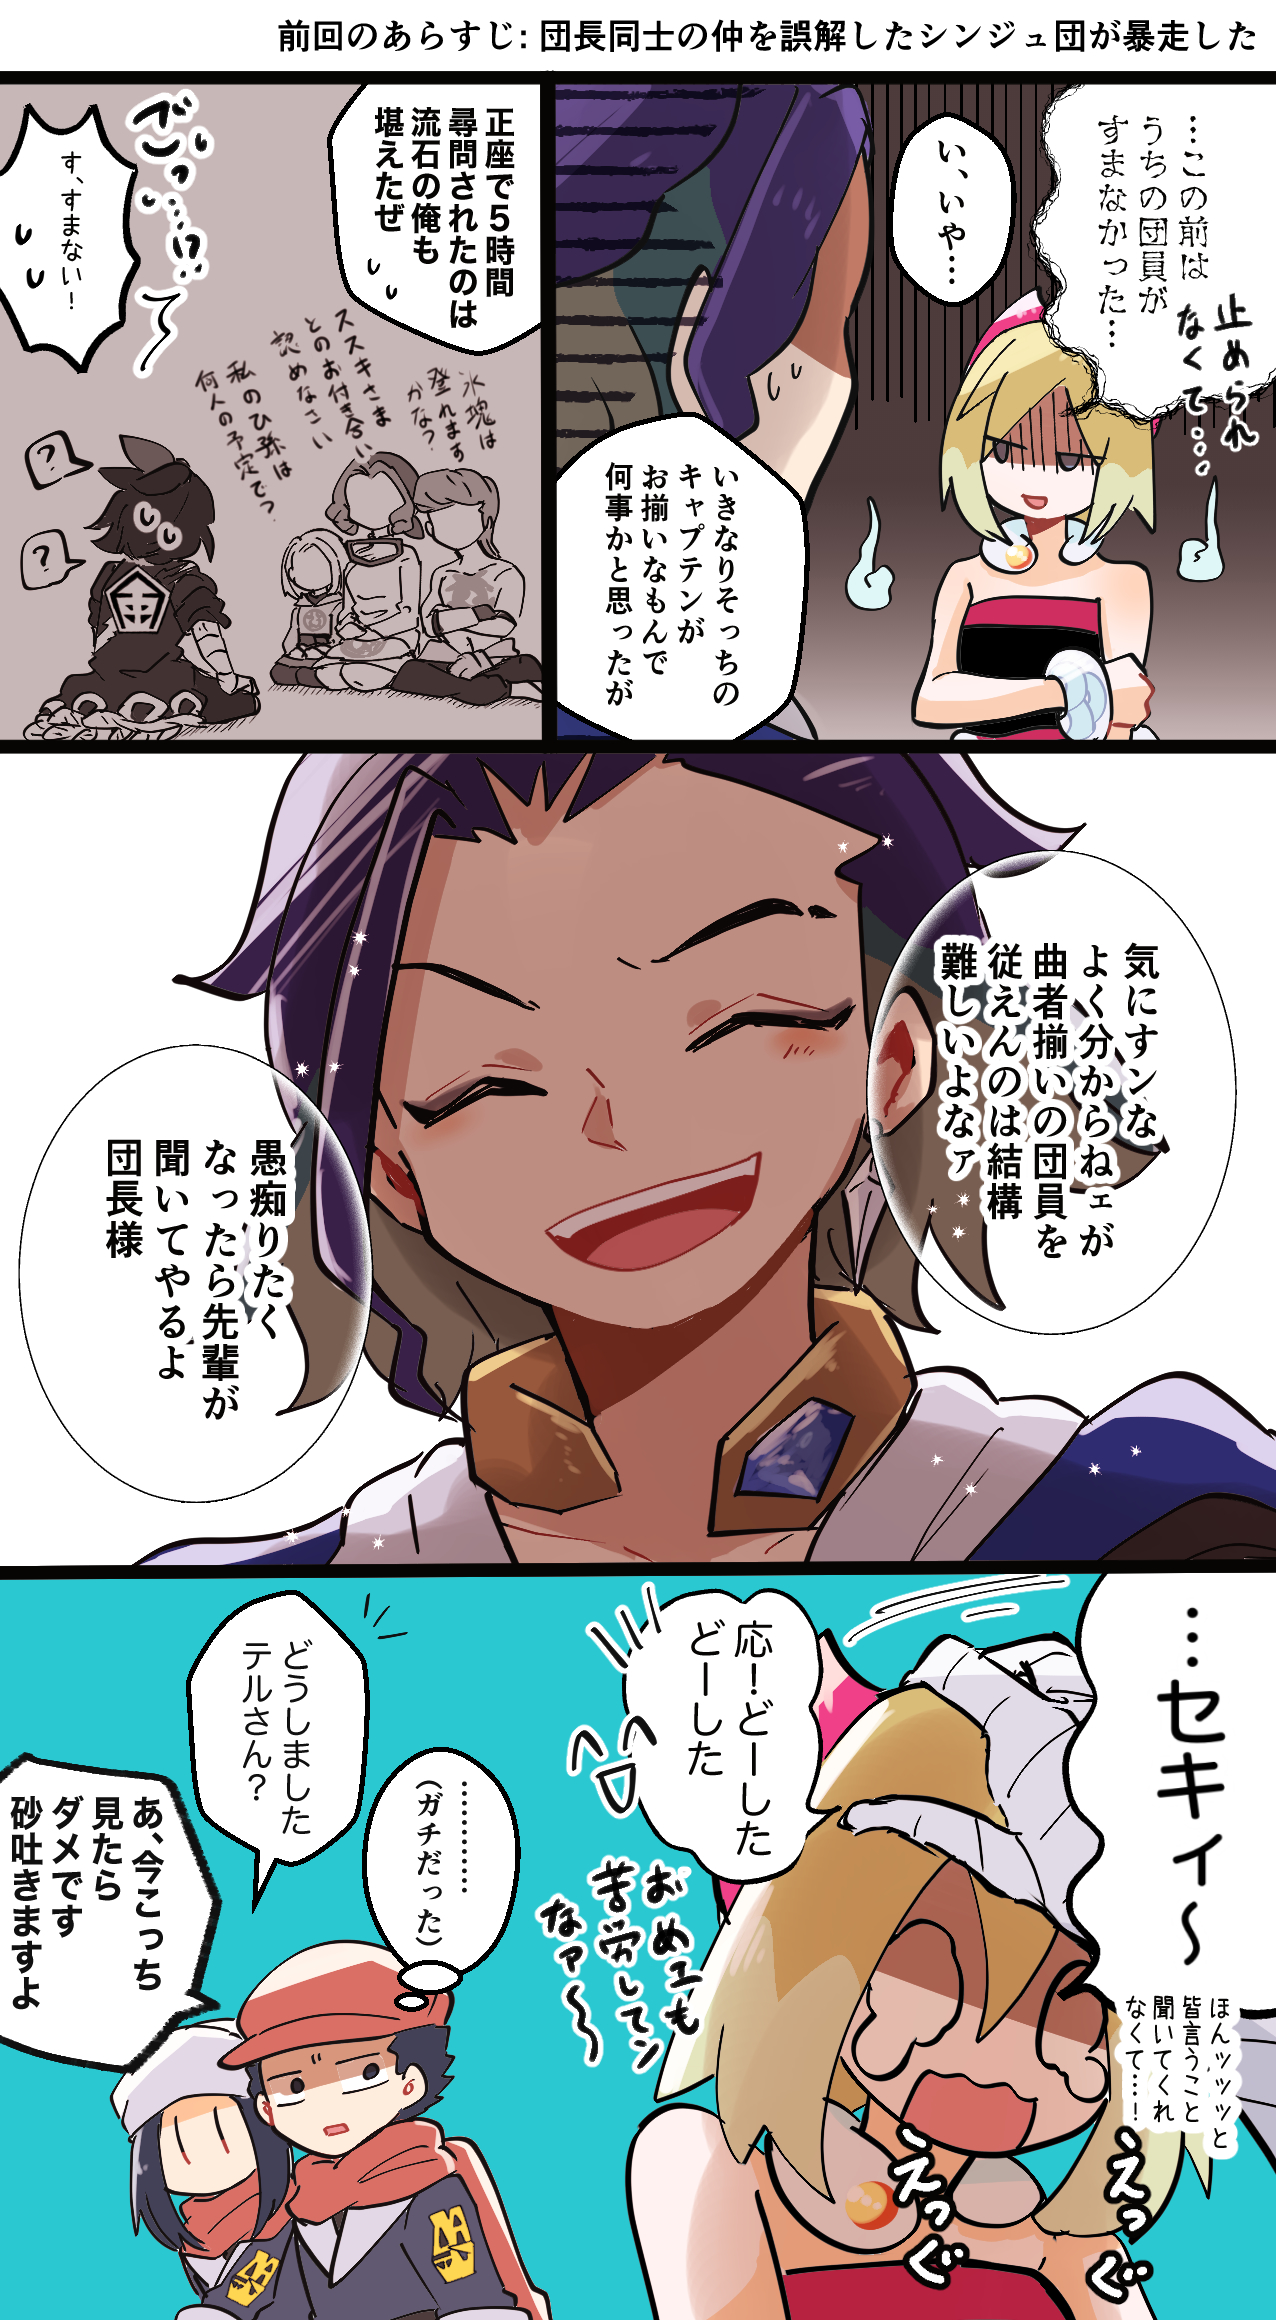 前回のあらすじ: 団長同士の仲を誤解したシンジュ団が暴走した
…この前は
うちの団員が
すまなかった…
止められ
なくて…
い、いや…
いきなりそっちの
キャプテンが
お揃いなもんで
何事かと思ったが
正座で5時間
尋問されたのは
流石の俺も
堪えたぜ
ごっ……!?
す、すまない!
氷塊は
登れます
かな?
ススキさま
とのお付き合い
認めなさい
私のひ孫は
何人の予定で?
?
?
気にすンな
よく分からねェが
曲者揃いの団員を
従えんのは結構
難しいよなァ
愚痴りたく
なったら先輩が
聞いてやるよ
団長様
…セキィ～
ほんッッッと
皆言うこと
聞いてくれ
なくて…!
うえっぐ
えっぐ
応!どーした
どーした
おめェも
苦労してン
なァ～～
…………
(ガチだった)
どうしました
テルさん?
あ、今こっち
見たら
ダメです
砂吐きますよ